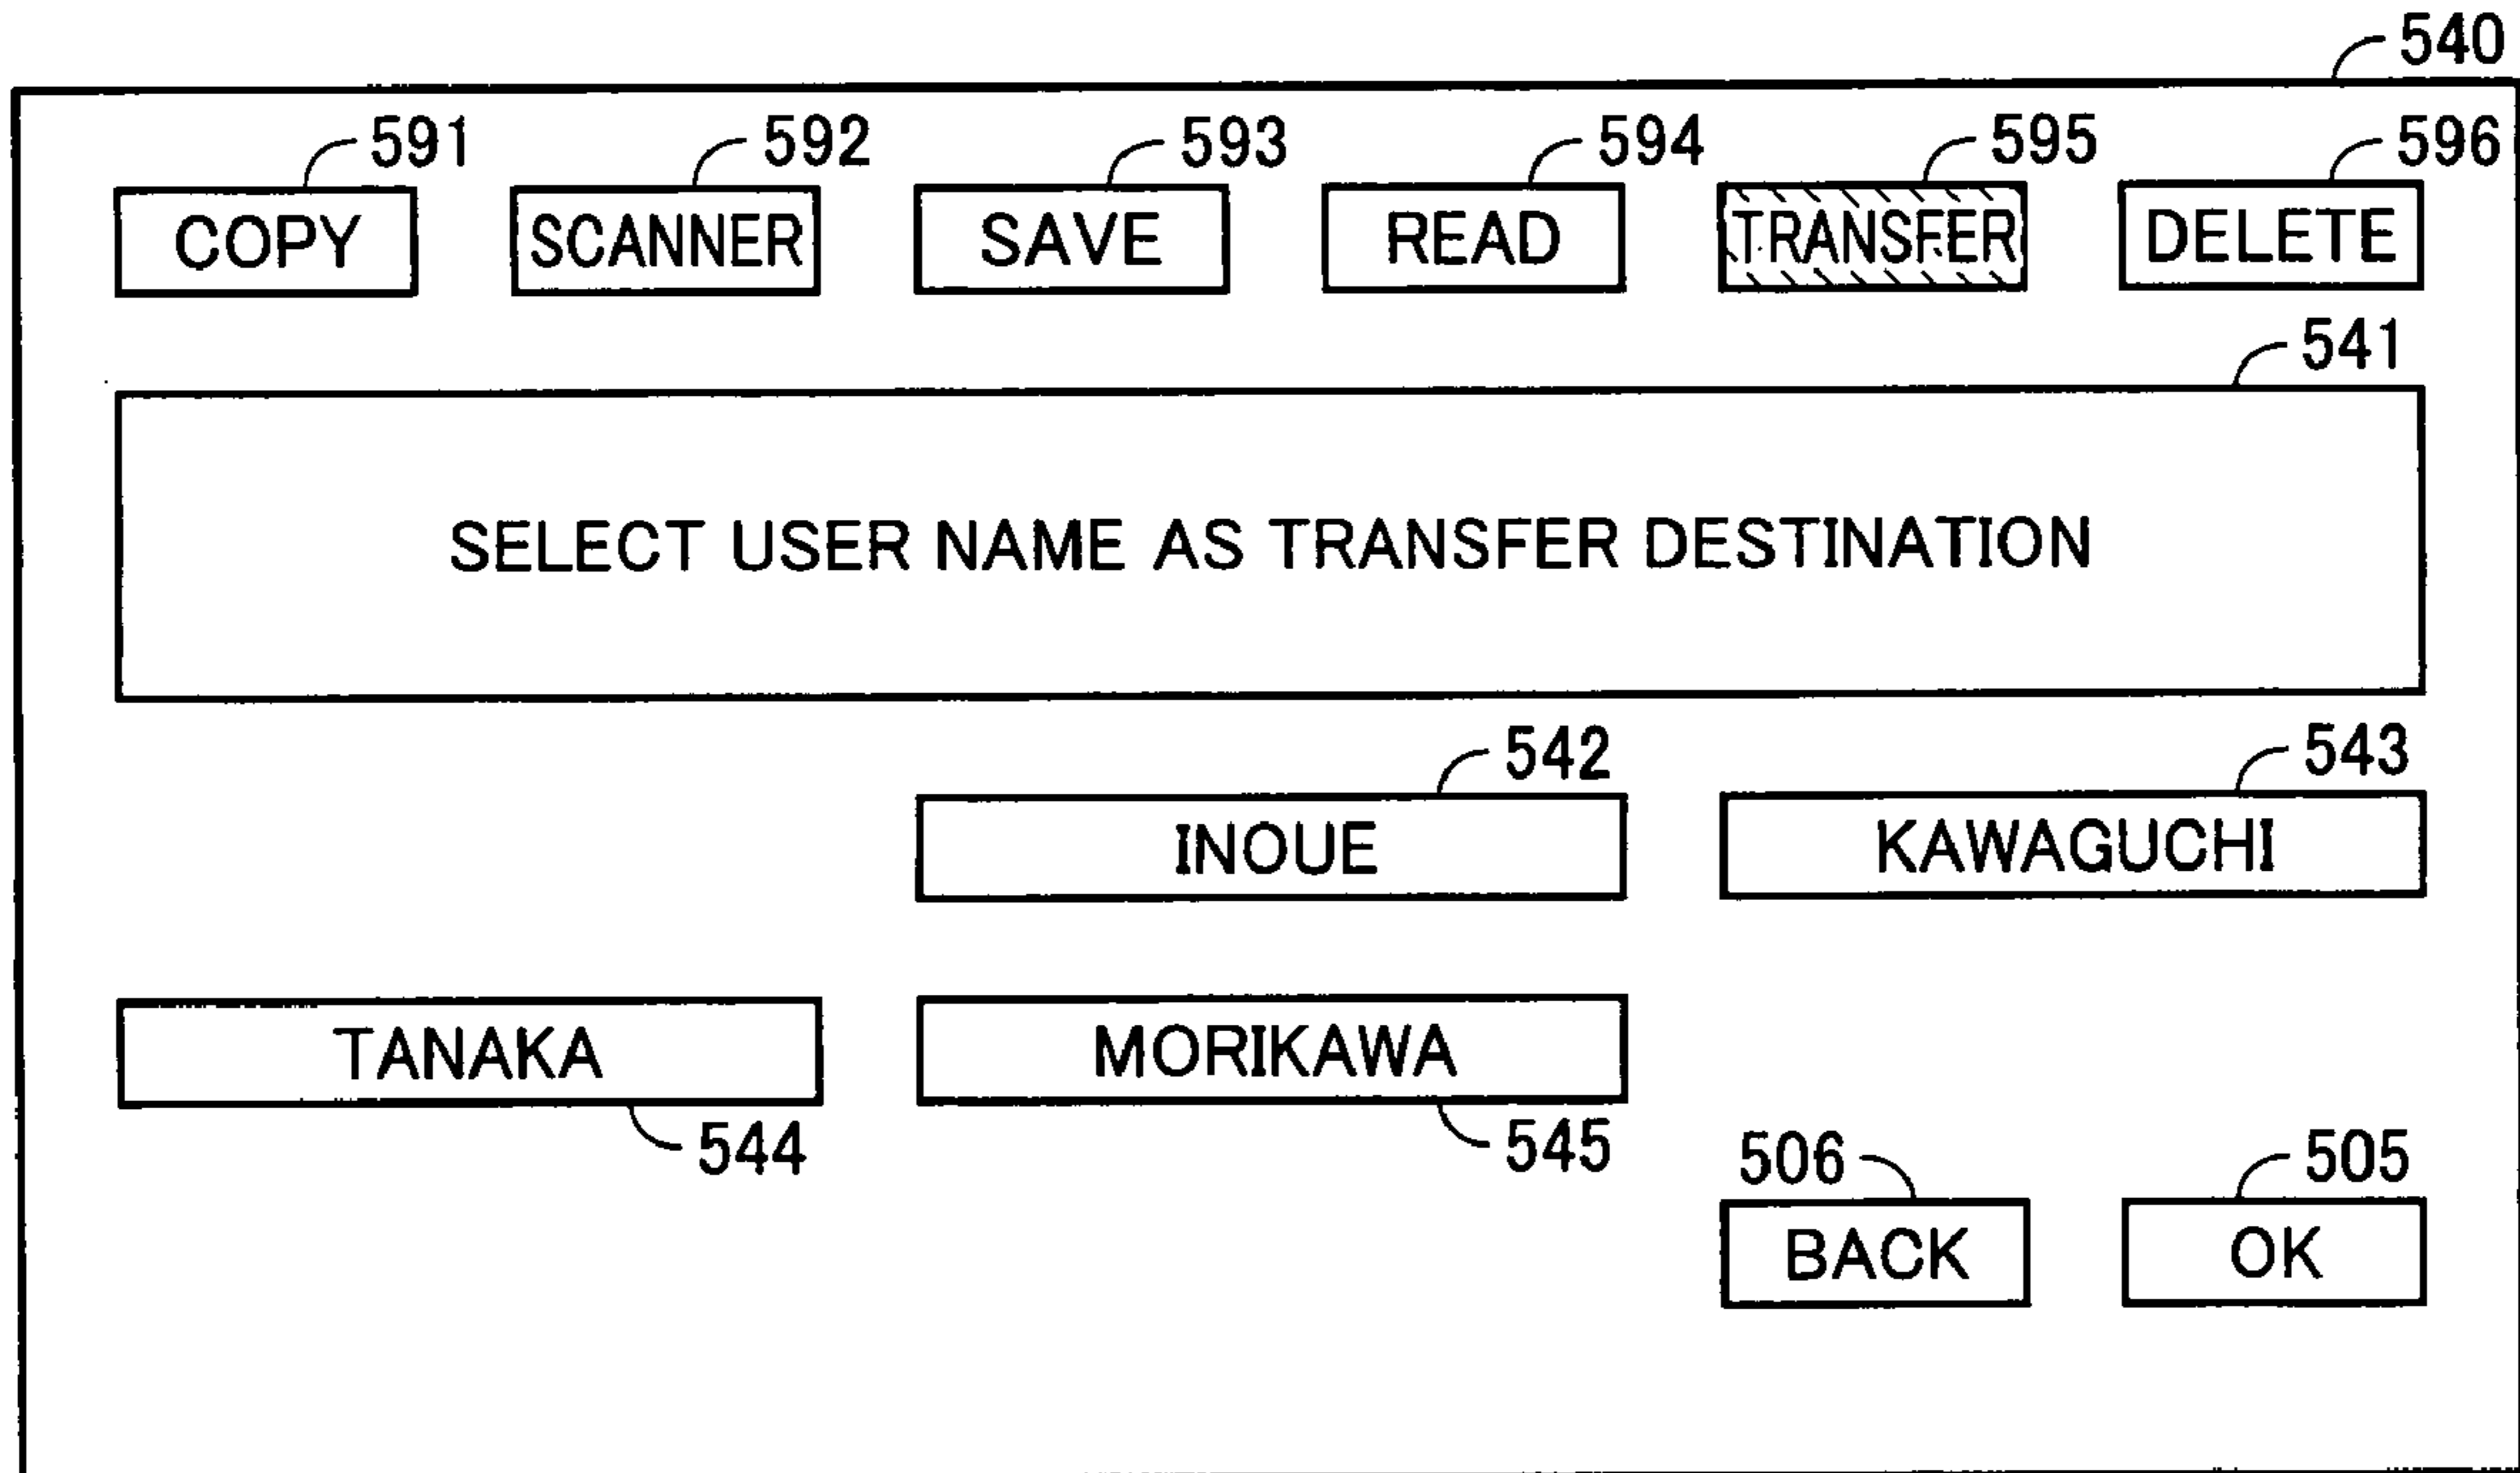 540
591 592 593 594 595 596
COPY SCANNER SAVE READ TRANSFER DELETE
541
SELECT USER NAME AS TRANSFER DESTINATION
542 543
INOUE KAWAGUCHI
TANAKA MORIKAWA
544 545 506 505
BACK OK